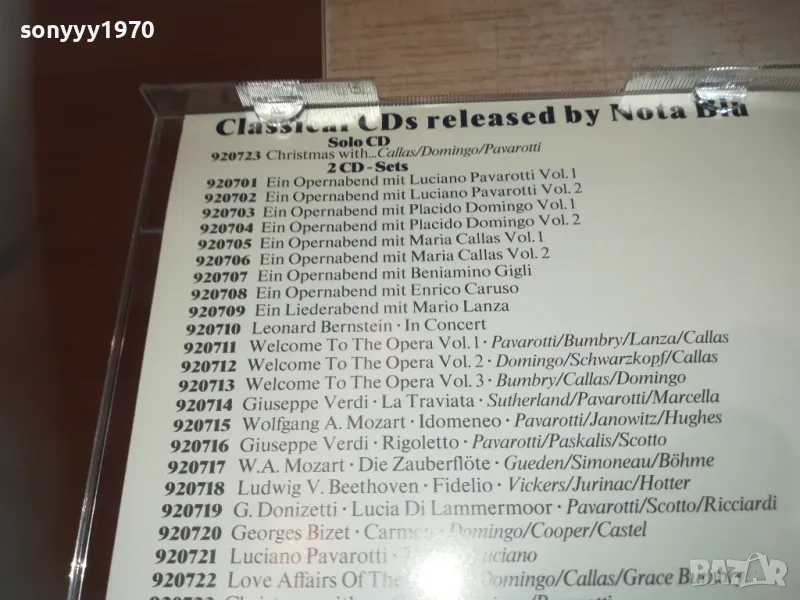 sonyyy1970
Classical CDs released by Nota Blu
Solo CD
920723 Christmas with...Callas/Domingo/Pavarotti
2 CD-Sets
920701 Ein Opernabend mit Luciano Pavarotti Vol. 1
920702 Ein Opernabend mit Luciano Pavarotti Vol. 2
920703 Ein Opernabend mit Placido Domingo Vol. 1
920704 Ein Opernabend mit Placido Domingo Vol. 2
920705 Ein Opernabend mit Maria Callas Vol. 1
920706 Ein Opernabend mit Maria Callas Vol. 2
920707 Ein Opernabend mit Beniamino Gigli
920708 Ein Opernabend mit Enrico Caruso
920709 Ein Liederabend mit Mario Lanza
920710 Leonard Bernstein · In Concert
920711 Welcome To The Opera Vol. 1 · Pavarotti/Bumbry/Lanza/Callas
920712 Welcome To The Opera Vol. 2 · Domingo/Schwarzkopf/Callas
920713 Welcome To The Opera Vol. 3 · Bumbry/Callas/Domingo
920714 Giuseppe Verdi · La Traviata · Sutherland/Pavarotti/Marcella
920715 Wolfgang A. Mozart · Idomeneo · Pavarotti/Janowitz/Hughes
920716 Giuseppe Verdi · Rigoletto · Pavarotti/Paskalis/Scotto
920717 W.A. Mozart · Die Zauberflöte · Gueden/Simoneau/Böhme
920718 Ludwig V. Beethoven · Fidelio · Vickers/Jurinac/Hotter
920719 G. Donizetti · Lucia Di Lammermoor · Pavarotti/Scotto/Ricciardi
920720 Georges Bizet · Carmen · Domingo/Cooper/Castel
920721 Luciano Pavarotti · Luciano
920722 Love Affairs Of The Domingo/Callas/Grace Bumbry
BAZAR.bg